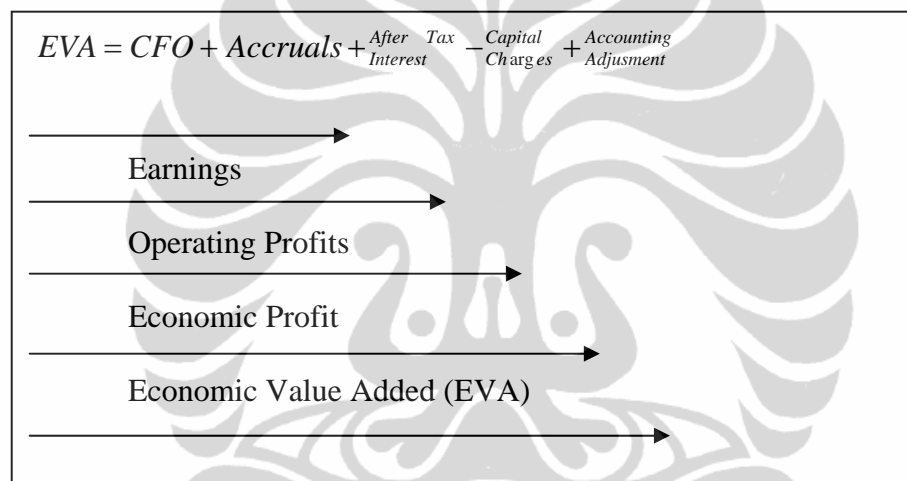 EVA = CFO + Accruals + After Tax Interest − Capital Charges + Accounting Adjusment
Earnings
Operating Profits
Economic Profit
Economic Value Added (EVA)